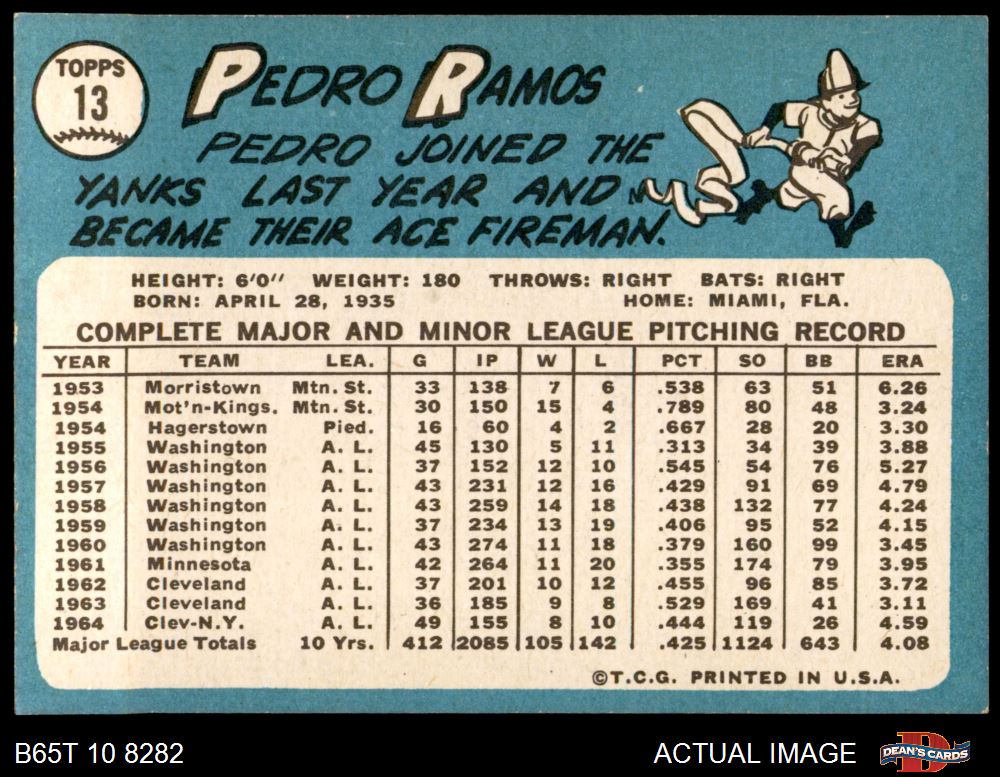 TOPPS
13
PEDRO RAMOS
PEDRO JOINED THE
YANKS LAST YEAR AND
BECAME THEIR ACE FIREMAN.
HEIGHT: 6'0" WEIGHT: 180 THROWS: RIGHT BATS: RIGHT
BORN: APRIL 28, 1935 HOME: MIAMI, FLA.
COMPLETE MAJOR AND MINOR LEAGUE PITCHING RECORD
YEAR TEAM LEA. G IP W L PCT SO BB ERA
1953 Morristown Mtn. St. 33 138 7 6 .538 63 51 6.26
1954 Mot'n-Kings. Mtn. St. 30 150 15 4 .789 80 48 3.24
1954 Hagerstown Pied. 16 60 4 2 .667 28 20 3.30
1955 Washington A. L. 45 130 5 11 .313 34 39 3.88
1956 Washington A. L. 37 152 12 10 .545 54 76 5.27
1957 Washington A. L. 43 231 12 16 .429 91 69 4.79
1958 Washington A. L. 43 259 14 18 .438 132 77 4.24
1959 Washington A. L. 37 234 13 19 .406 95 52 4.15
1960 Washington A. L. 43 274 11 18 .379 160 99 3.45
1961 Minnesota A. L. 42 264 11 20 .355 174 79 3.95
1962 Cleveland A. L. 37 201 10 12 .455 96 85 3.72
1963 Cleveland A. L. 36 185 9 8 .529 169 41 3.11
1964 Clev-N.Y. A. L. 49 155 8 10 .444 119 26 4.59
Major League Totals 10 Yrs. 412 2085 105 142 .425 1124 643 4.08
©T.C.G. PRINTED IN U.S.A.
B65T 10 8282 ACTUAL IMAGE DEAN'S CARDS